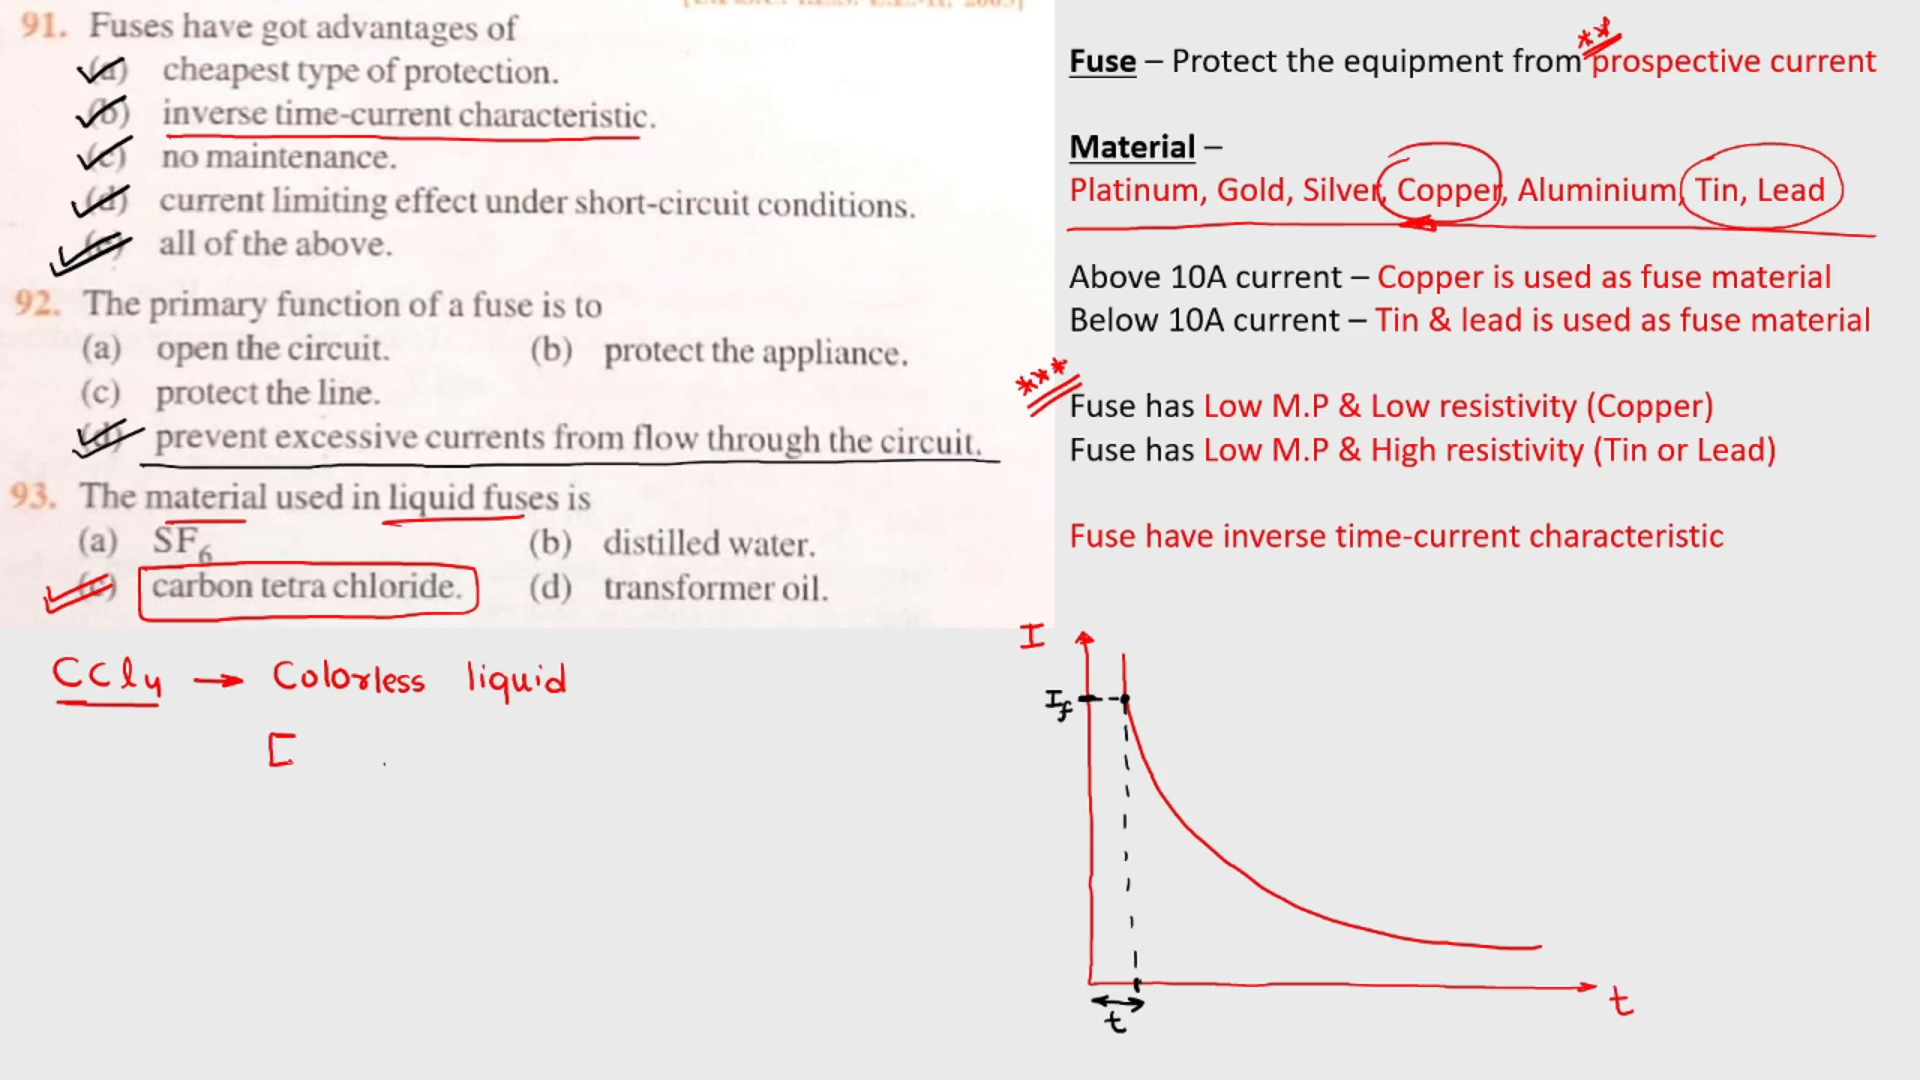 91. Fuses have got advantages of
(a) cheapest type of protection.
(b) inverse time-current characteristic.
(c) no maintenance.
(d) current limiting effect under short-circuit conditions.
(e) all of the above.
92. The primary function of a fuse is to
(a) open the circuit. (b) protect the appliance.
(c) protect the line.
(d) prevent excessive currents from flow through the circuit.
93. The material used in liquid fuses is
(a) SF6 (b) distilled water.
(c) carbon tetra chloride. (d) transformer oil.
CCl4 → Colorless liquid
[
Fuse – Protect the equipment from prospective current
**
Material –
Platinum, Gold, Silver, Copper, Aluminium, Tin, Lead
Above 10A current – Copper is used as fuse material
Below 10A current – Tin & lead is used as fuse material
***
Fuse has Low M.P & Low resistivity (Copper)
Fuse has Low M.P & High resistivity (Tin or Lead)
Fuse have inverse time-current characteristic
I
If
t
t